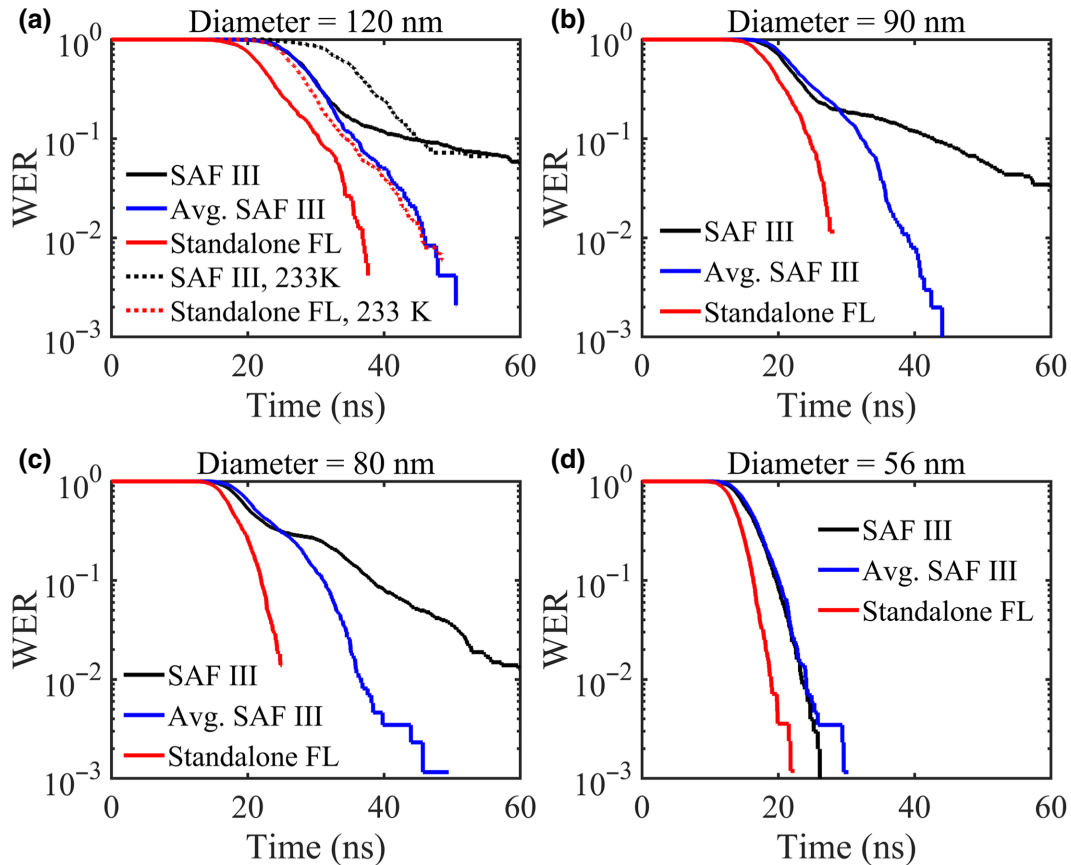 (a) Diameter = 120 nm
10^0
10^-1
10^-2
10^-3
WER
SAF III
Avg. SAF III
Standalone FL
SAF III, 233K
Standalone FL, 233 K
0 20 40 60
Time (ns)
(b) Diameter = 90 nm
10^0
10^-1
10^-2
10^-3
WER
SAF III
Avg. SAF III
Standalone FL
0 20 40 60
Time (ns)
(c) Diameter = 80 nm
10^0
10^-1
10^-2
10^-3
WER
SAF III
Avg. SAF III
Standalone FL
0 20 40 60
Time (ns)
(d) Diameter = 56 nm
10^0
10^-1
10^-2
10^-3
WER
SAF III
Avg. SAF III
Standalone FL
0 20 40 60
Time (ns)